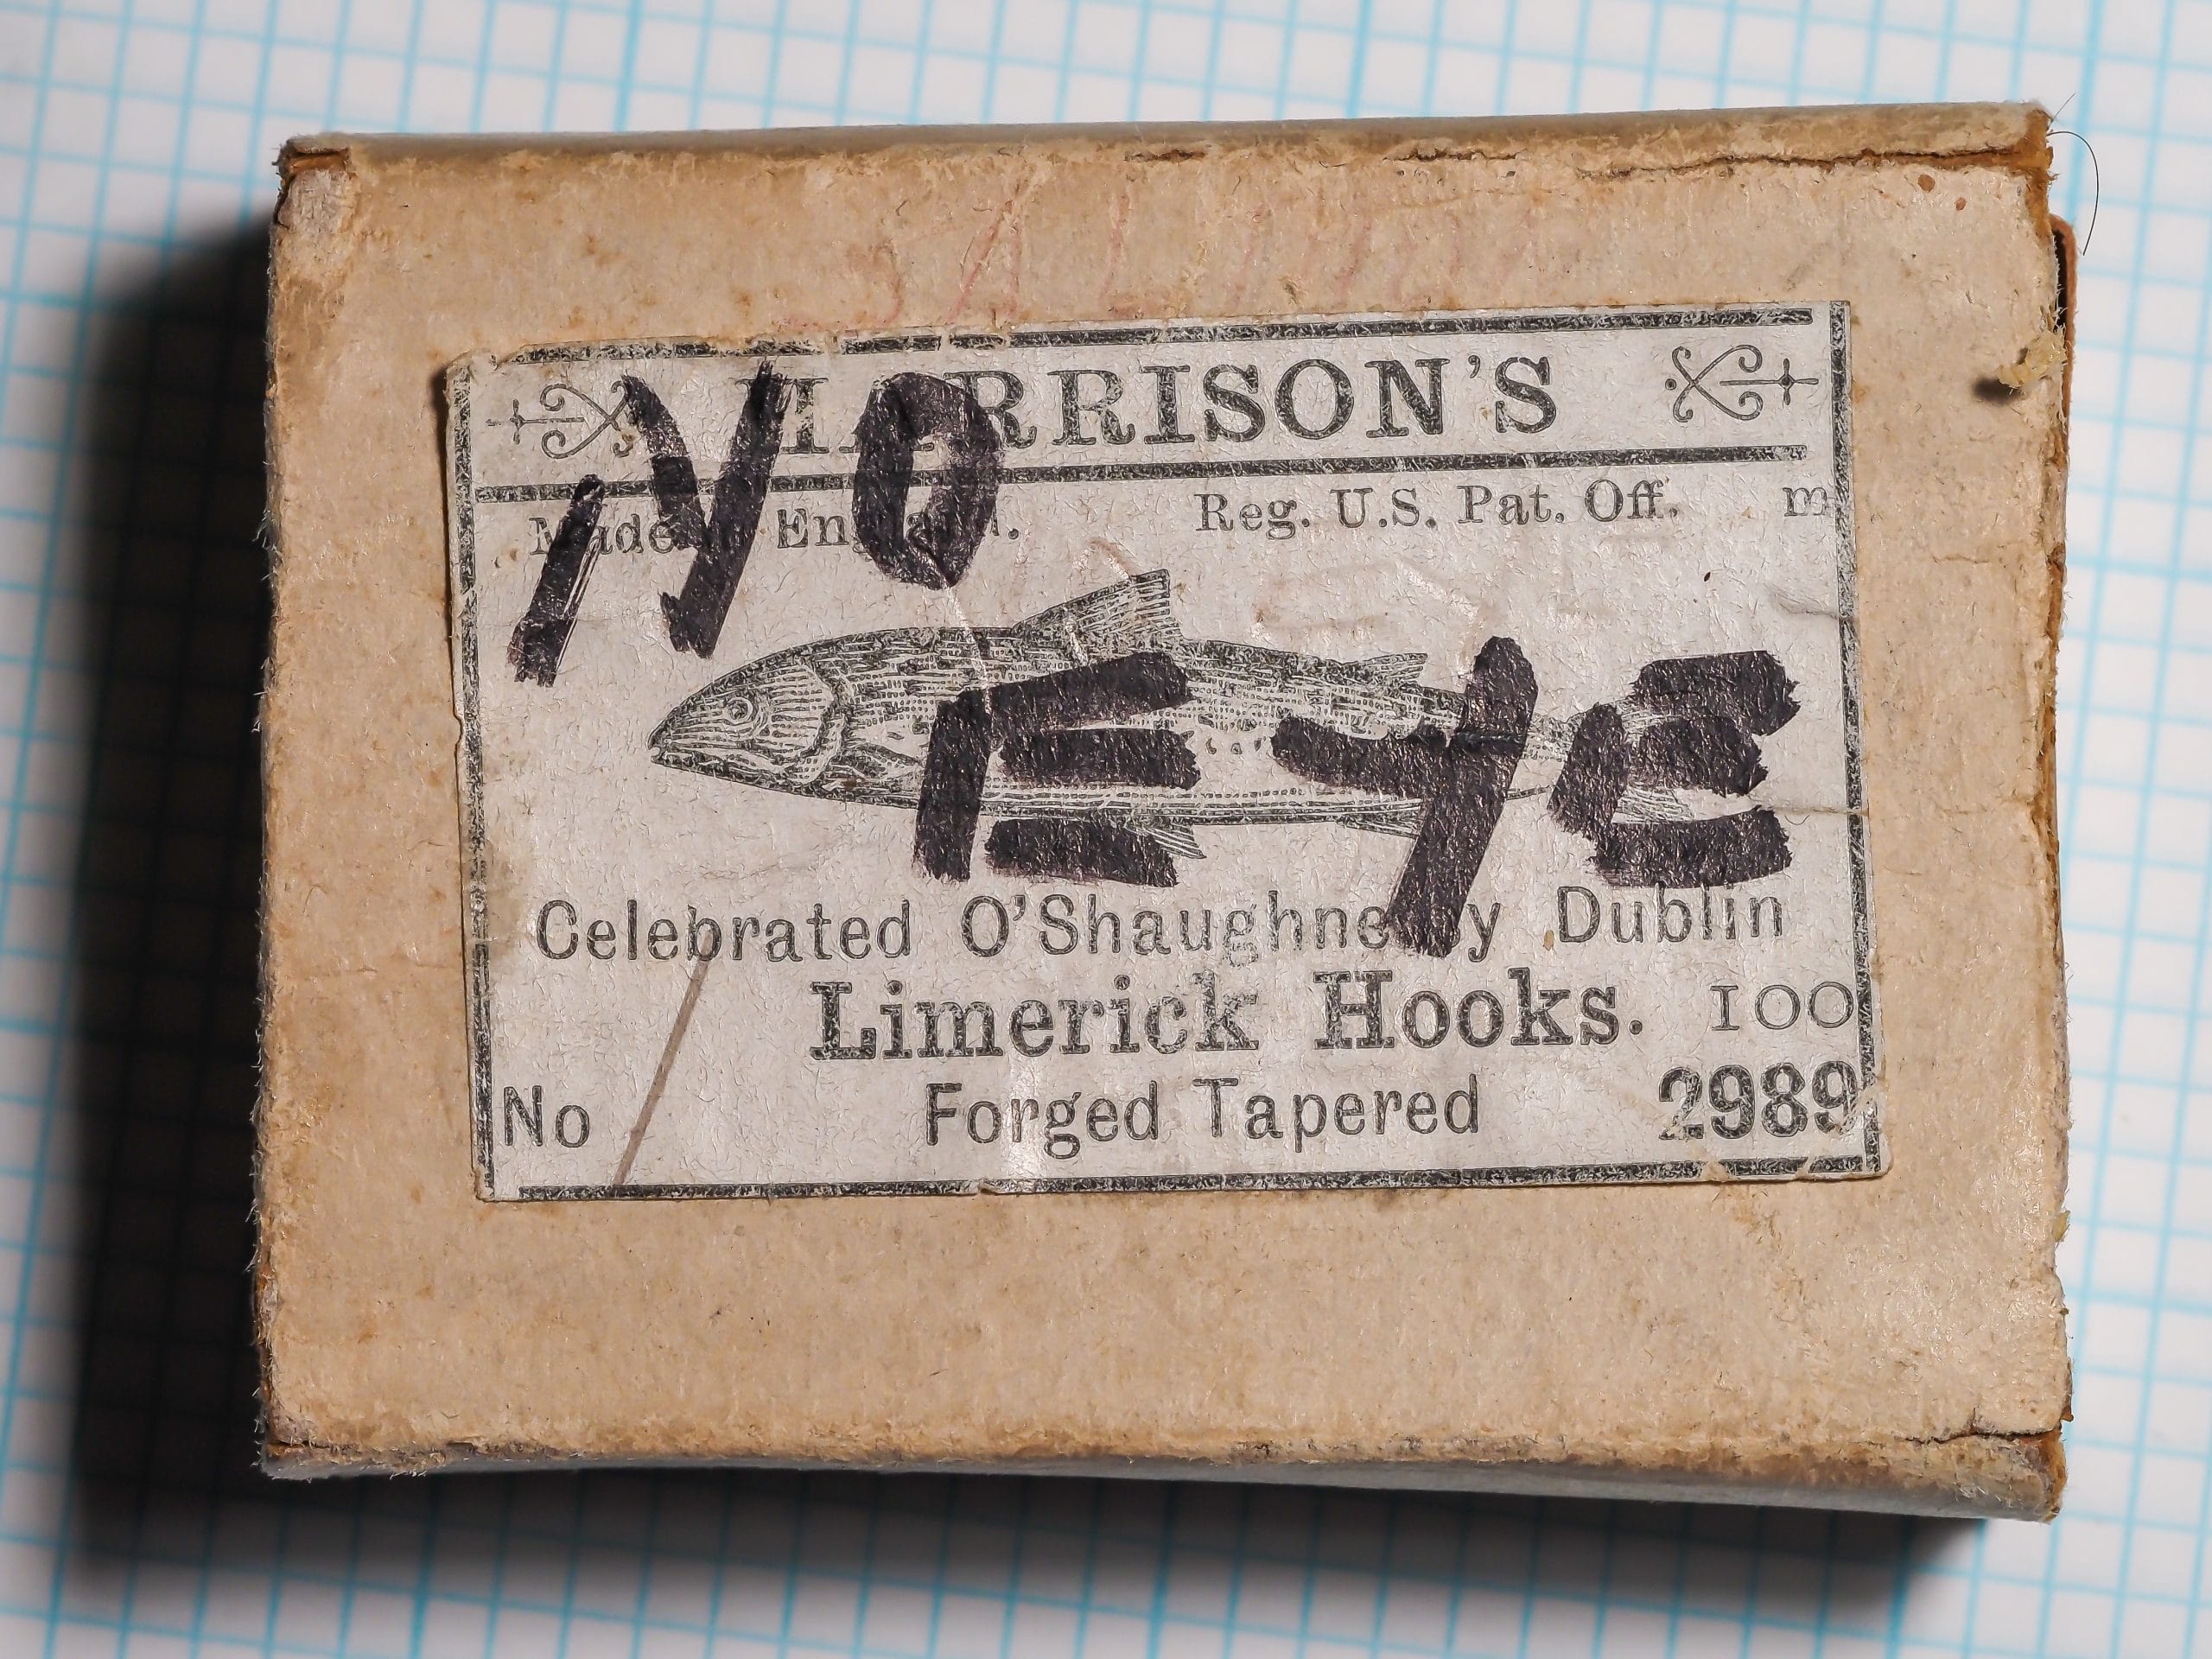 HARRISON'S
Made in England. Reg. U.S. Pat. Off. m
NO
EYE
Celebrated O'Shaughnessy Dublin
Limerick Hooks. 100
No Forged Tapered 2989